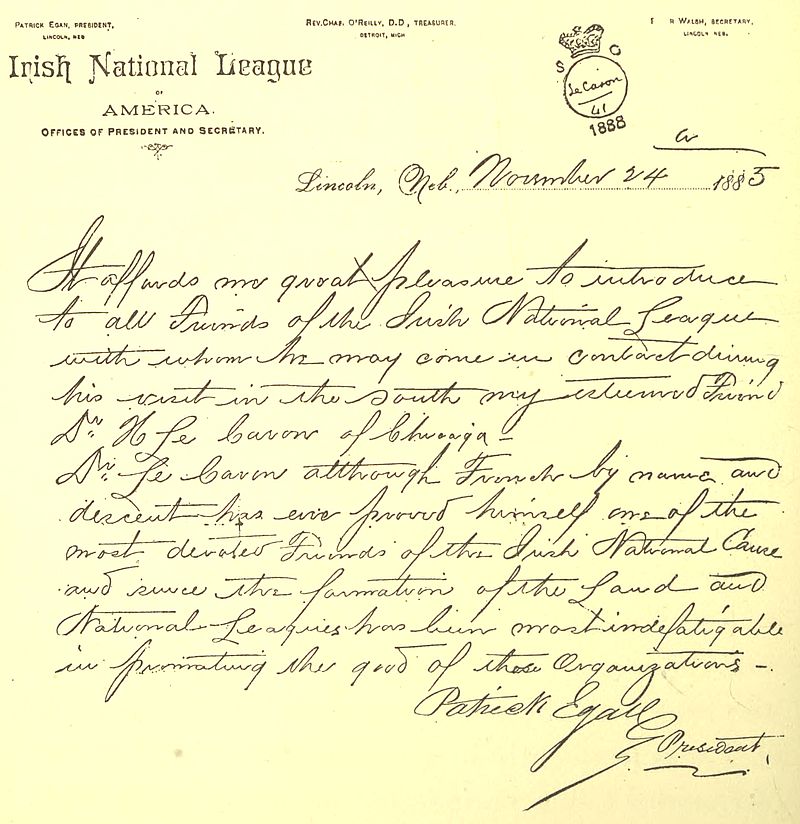 PATRICK EGAN, PRESIDENT,
LINCOLN, NEB
REV. CHAS. O'REILLY, D.D, TREASURER.
DETROIT, MICH
R WALSH, SECRETARY,
LINCOLN NEB.
Irish National League
OF
AMERICA.
OFFICES OF PRESIDENT AND SECRETARY.
S O
Le Caron
41
1888
a
Lincoln, Neb., November 24 1885
It affords me great pleasure to introduce
to all Friends of the Irish National League
with whom he may come in contact during
his visit in the south my esteemed Friend
Dr. H Le Caron of Chicago –
Dr. Le Caron although French by name and
descent has ever proved himself one of the
most devoted Friends of the Irish National Cause
and since the formation of the Land and
National Leagues has been most indefatigable
in promoting the good of those Organizations –.
Patrick Egan
President